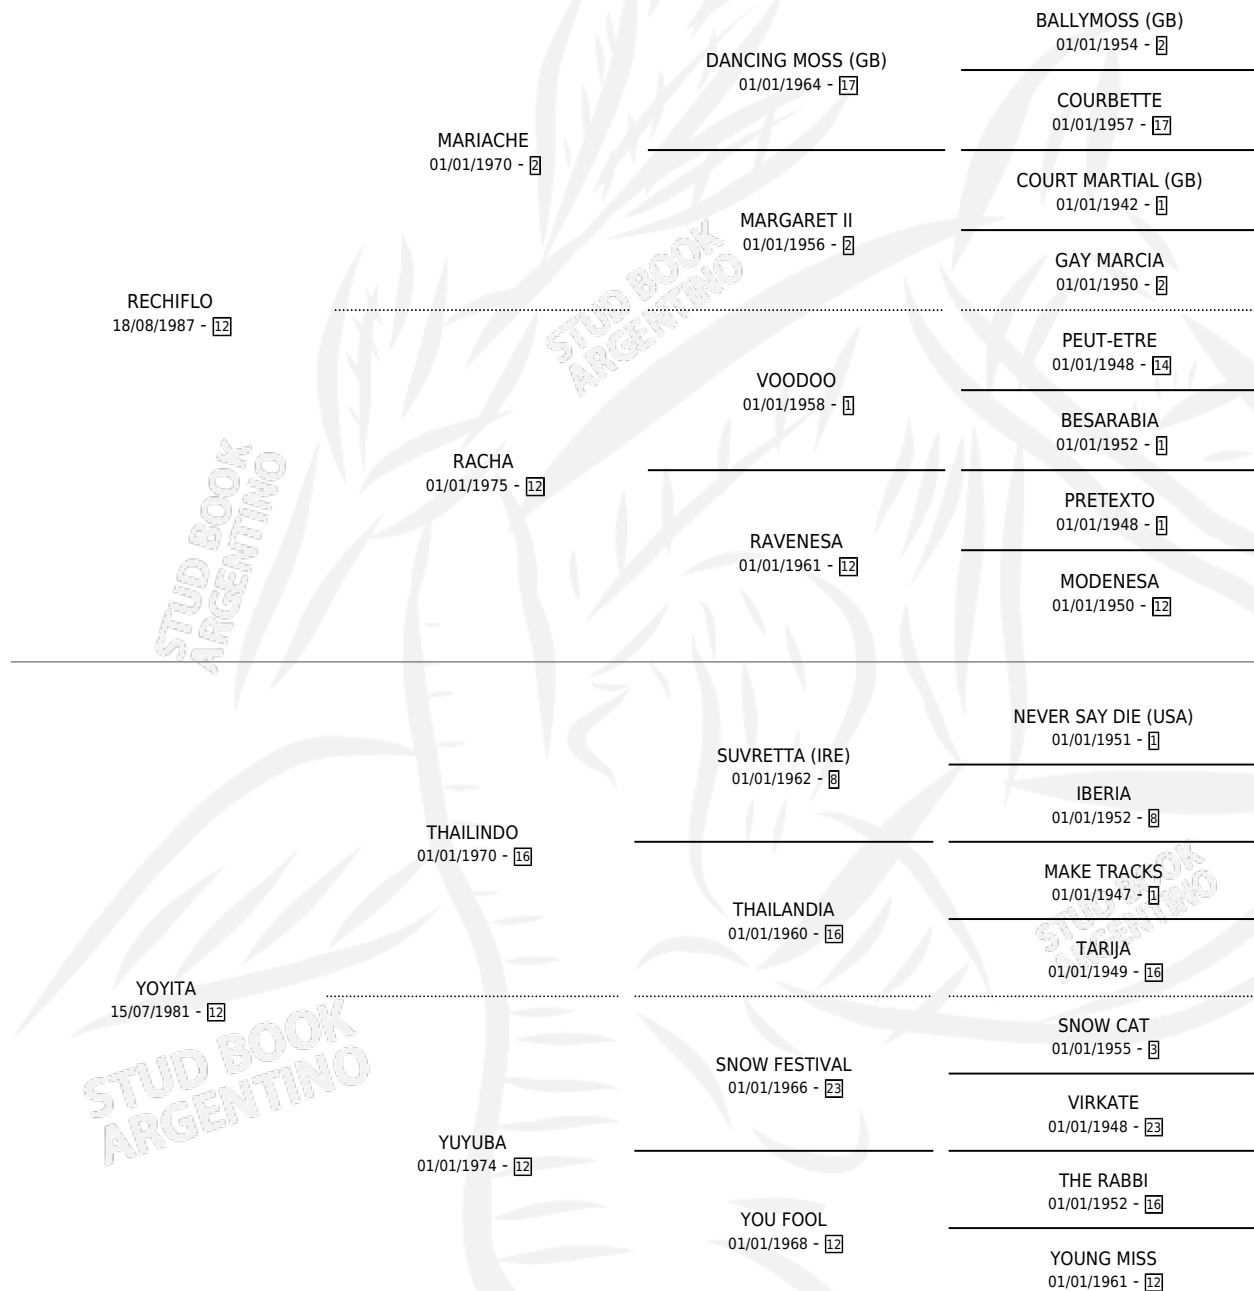 BALLYMOSS (GB)
01/01/1954 - 2
DANCING MOSS (GB)
01/01/1964 - 17
COURBETTE
01/01/1957 - 17
MARIACHE
01/01/1970 - 2
COURT MARTIAL (GB)
01/01/1942 - 1
MARGARET II
01/01/1956 - 2
GAY MARCIA
01/01/1950 - 2
RECHIFLO
18/08/1987 - 12
PEUT-ETRE
01/01/1948 - 14
VOODOO
01/01/1958 - 1
BESARABIA
01/01/1952 - 1
RACHA
01/01/1975 - 12
PRETEXTO
01/01/1948 - 1
RAVENESA
01/01/1961 - 12
MODENESA
01/01/1950 - 12
STUD BOOK
ARGENTINO
STUD BOOK
ARGENTINO
NEVER SAY DIE (USA)
01/01/1951 - 1
SUVRETTA (IRE)
01/01/1962 - 8
IBERIA
01/01/1952 - 8
THAILINDO
01/01/1970 - 16
MAKE TRACKS
01/01/1947 - 1
THAILANDIA
01/01/1960 - 16
TARIJA
01/01/1949 - 16
YOYITA
15/07/1981 - 12
SNOW CAT
01/01/1955 - 3
SNOW FESTIVAL
01/01/1966 - 23
VIRKATE
01/01/1948 - 23
YUYUBA
01/01/1974 - 12
THE RABBI
01/01/1952 - 16
YOU FOOL
01/01/1968 - 12
YOUNG MISS
01/01/1961 - 12
STUD BOOK
ARGENTINO
STUD BOOK
ARGENTINO